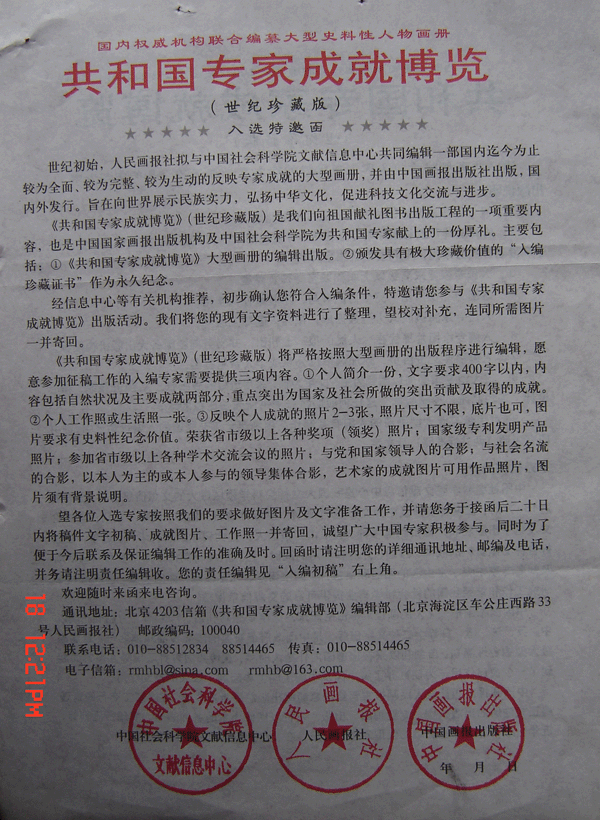 国内权威机构联合编纂大型史料性人物画册
共和国专家成就博览
（世纪珍藏版）
★★★★★ 入选特邀函 ★★★★★
世纪初始，人民画报社拟与中国社会科学院文献信息中心共同编辑一部国内迄今为止
较为全面、较为完整、较为生动的反映专家成就的大型画册，并由中国画报出版社出版，国
内外发行。旨在向世界展示民族实力，弘扬中华文化，促进科技文化交流与进步。
《共和国专家成就博览》（世纪珍藏版）是我们向祖国献礼图书出版工程的一项重要内
容，也是中国国家画报出版机构及中国社会科学院为共和国专家献上的一份厚礼。主要包
括：①《共和国专家成就博览》大型画册的编辑出版。②颁发具有极大珍藏价值的“入编
珍藏证书”作为永久纪念。
经信息中心等有关机构推荐，初步确认您符合入编条件，特邀请您参与《共和国专家
成就博览》出版活动。我们将您的现有文字资料进行了整理，望校对补充，连同所需图片
一并寄回。
《共和国专家成就博览》（世纪珍藏版）将严格按照大型画册的出版程序进行编辑，愿
意参加征稿工作的入编专家需要提供三项内容。①个人简介一份，文字要求400字以内，内
容包括自然状况及主要成就两部分，重点突出为国家及社会所做的突出贡献及取得的成就。
②个人工作照或生活照一张。③反映个人成就的照片2-3张，照片尺寸不限，底片也可，图
片要求有史料性纪念价值。荣获省市级以上各种奖项（领奖）照片；国家级专利发明产品
照片；参加省市级以上各种学术交流会议的照片；与党和国家领导人的合影；与社会名流
的合影，以本人为主的或本人参与的领导集体合影，艺术家的成就图片可用作品照片，图
片须有背景说明。
望各位入选专家按照我们的要求做好图片及文字准备工作，并请您务于接函后二十日
内将稿件文字初稿、成就图片、工作照一并寄回，诚望广大中国专家积极参与。同时为了
便于今后联系及保证编辑工作的准确及时。回函时请注明您的详细通讯地址、邮编及电话，
并务请注明责任编辑收。您的责任编辑见“入编初稿”右上角。
欢迎随时来函来电咨询。
通讯地址：北京4203信箱《共和国专家成就博览》编辑部（北京海淀区车公庄西路33
号人民画报社） 邮政编码：100040
联系电话：010-88512834 88514465 传真：010-88514465
电子信箱：rmhbl@sina.com rmhb@163.com
中国社会科学院
文献信息中心
人民画报社
中国画报出版社
中国社会科学院文献信息中心 人民画报社 中国画报出版社
年 月 日
18 12:21PM